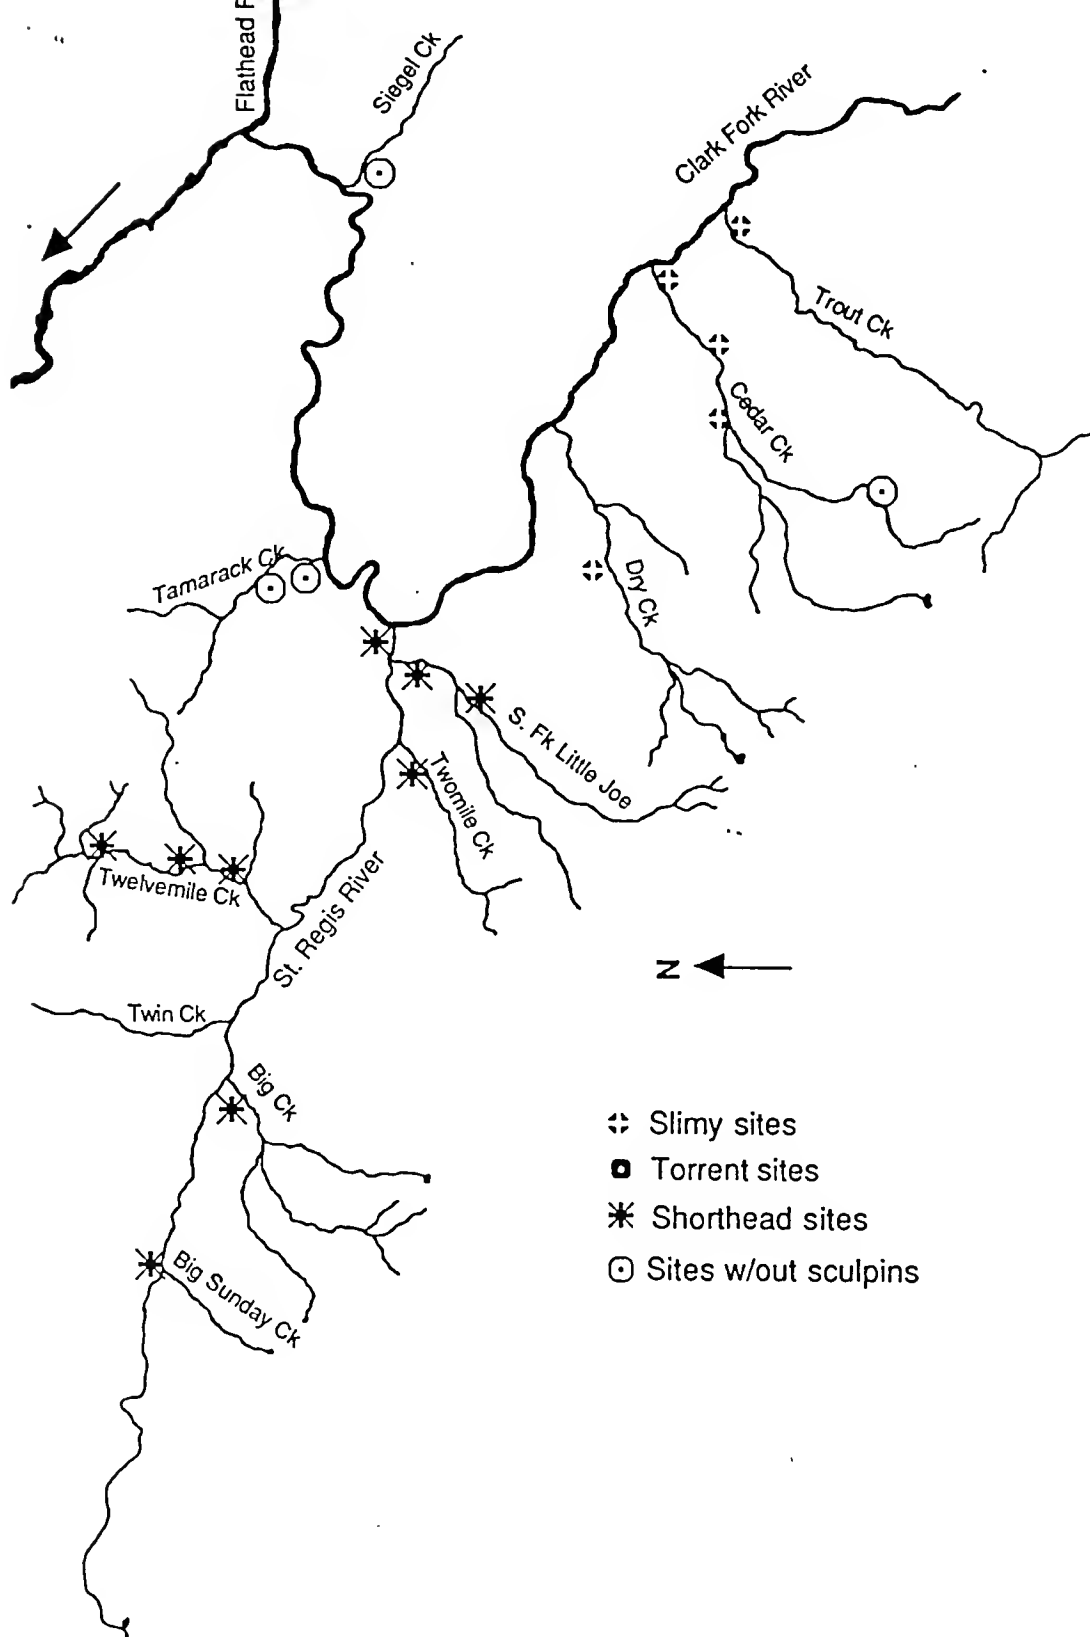 Flathead
Siegel Ck
Clark Fork River
Trout Ck
Cedar Ck
Tamarack Ck
Dry Ck
S. Fk Little Joe
Twomile Ck
Twelvemile Ck
St. Regis River
N
Twin Ck
Big Ck
Big Sunday Ck
Slimy sites
Torrent sites
Shorthead sites
Sites w/out sculpins